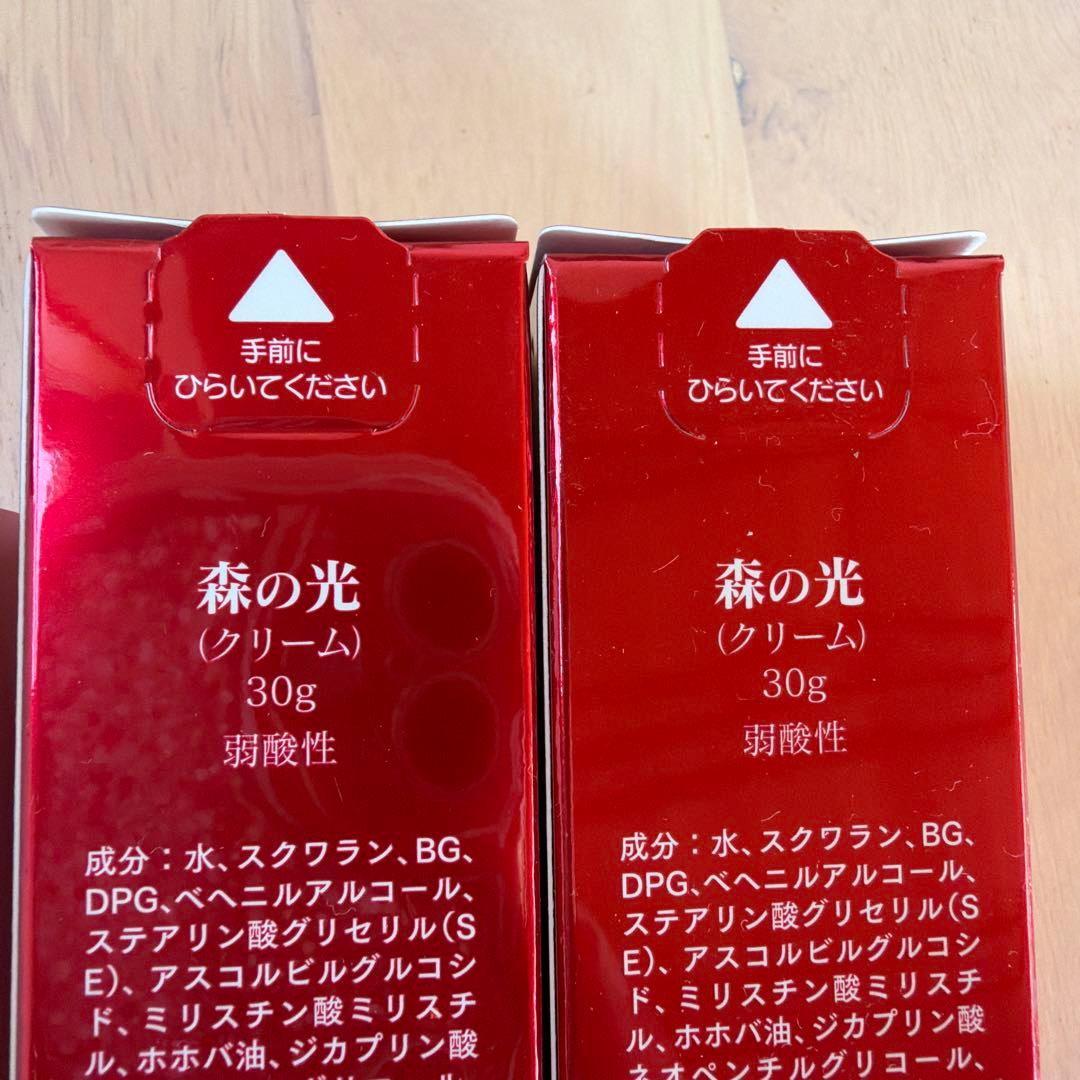 手前に
ひらいてください
森の光
(クリーム)
30g
弱酸性
成分：水、スクワラン、BG、
DPG、ベヘニルアルコール、
ステアリン酸グリセリル(S
E)、アスコルビルグルコシ
ド、ミリスチン酸ミリスチ
ル、ホホバ油、ジカプリン酸
手前に
ひらいてください
森の光
(クリーム)
30g
弱酸性
成分：水、スクワラン、BG、
DPG、ベヘニルアルコール、
ステアリン酸グリセリル(S
E)、アスコルビルグルコシ
ド、ミリスチン酸ミリスチ
ル、ホホバ油、ジカプリン酸
ネオペンチルグリコール、